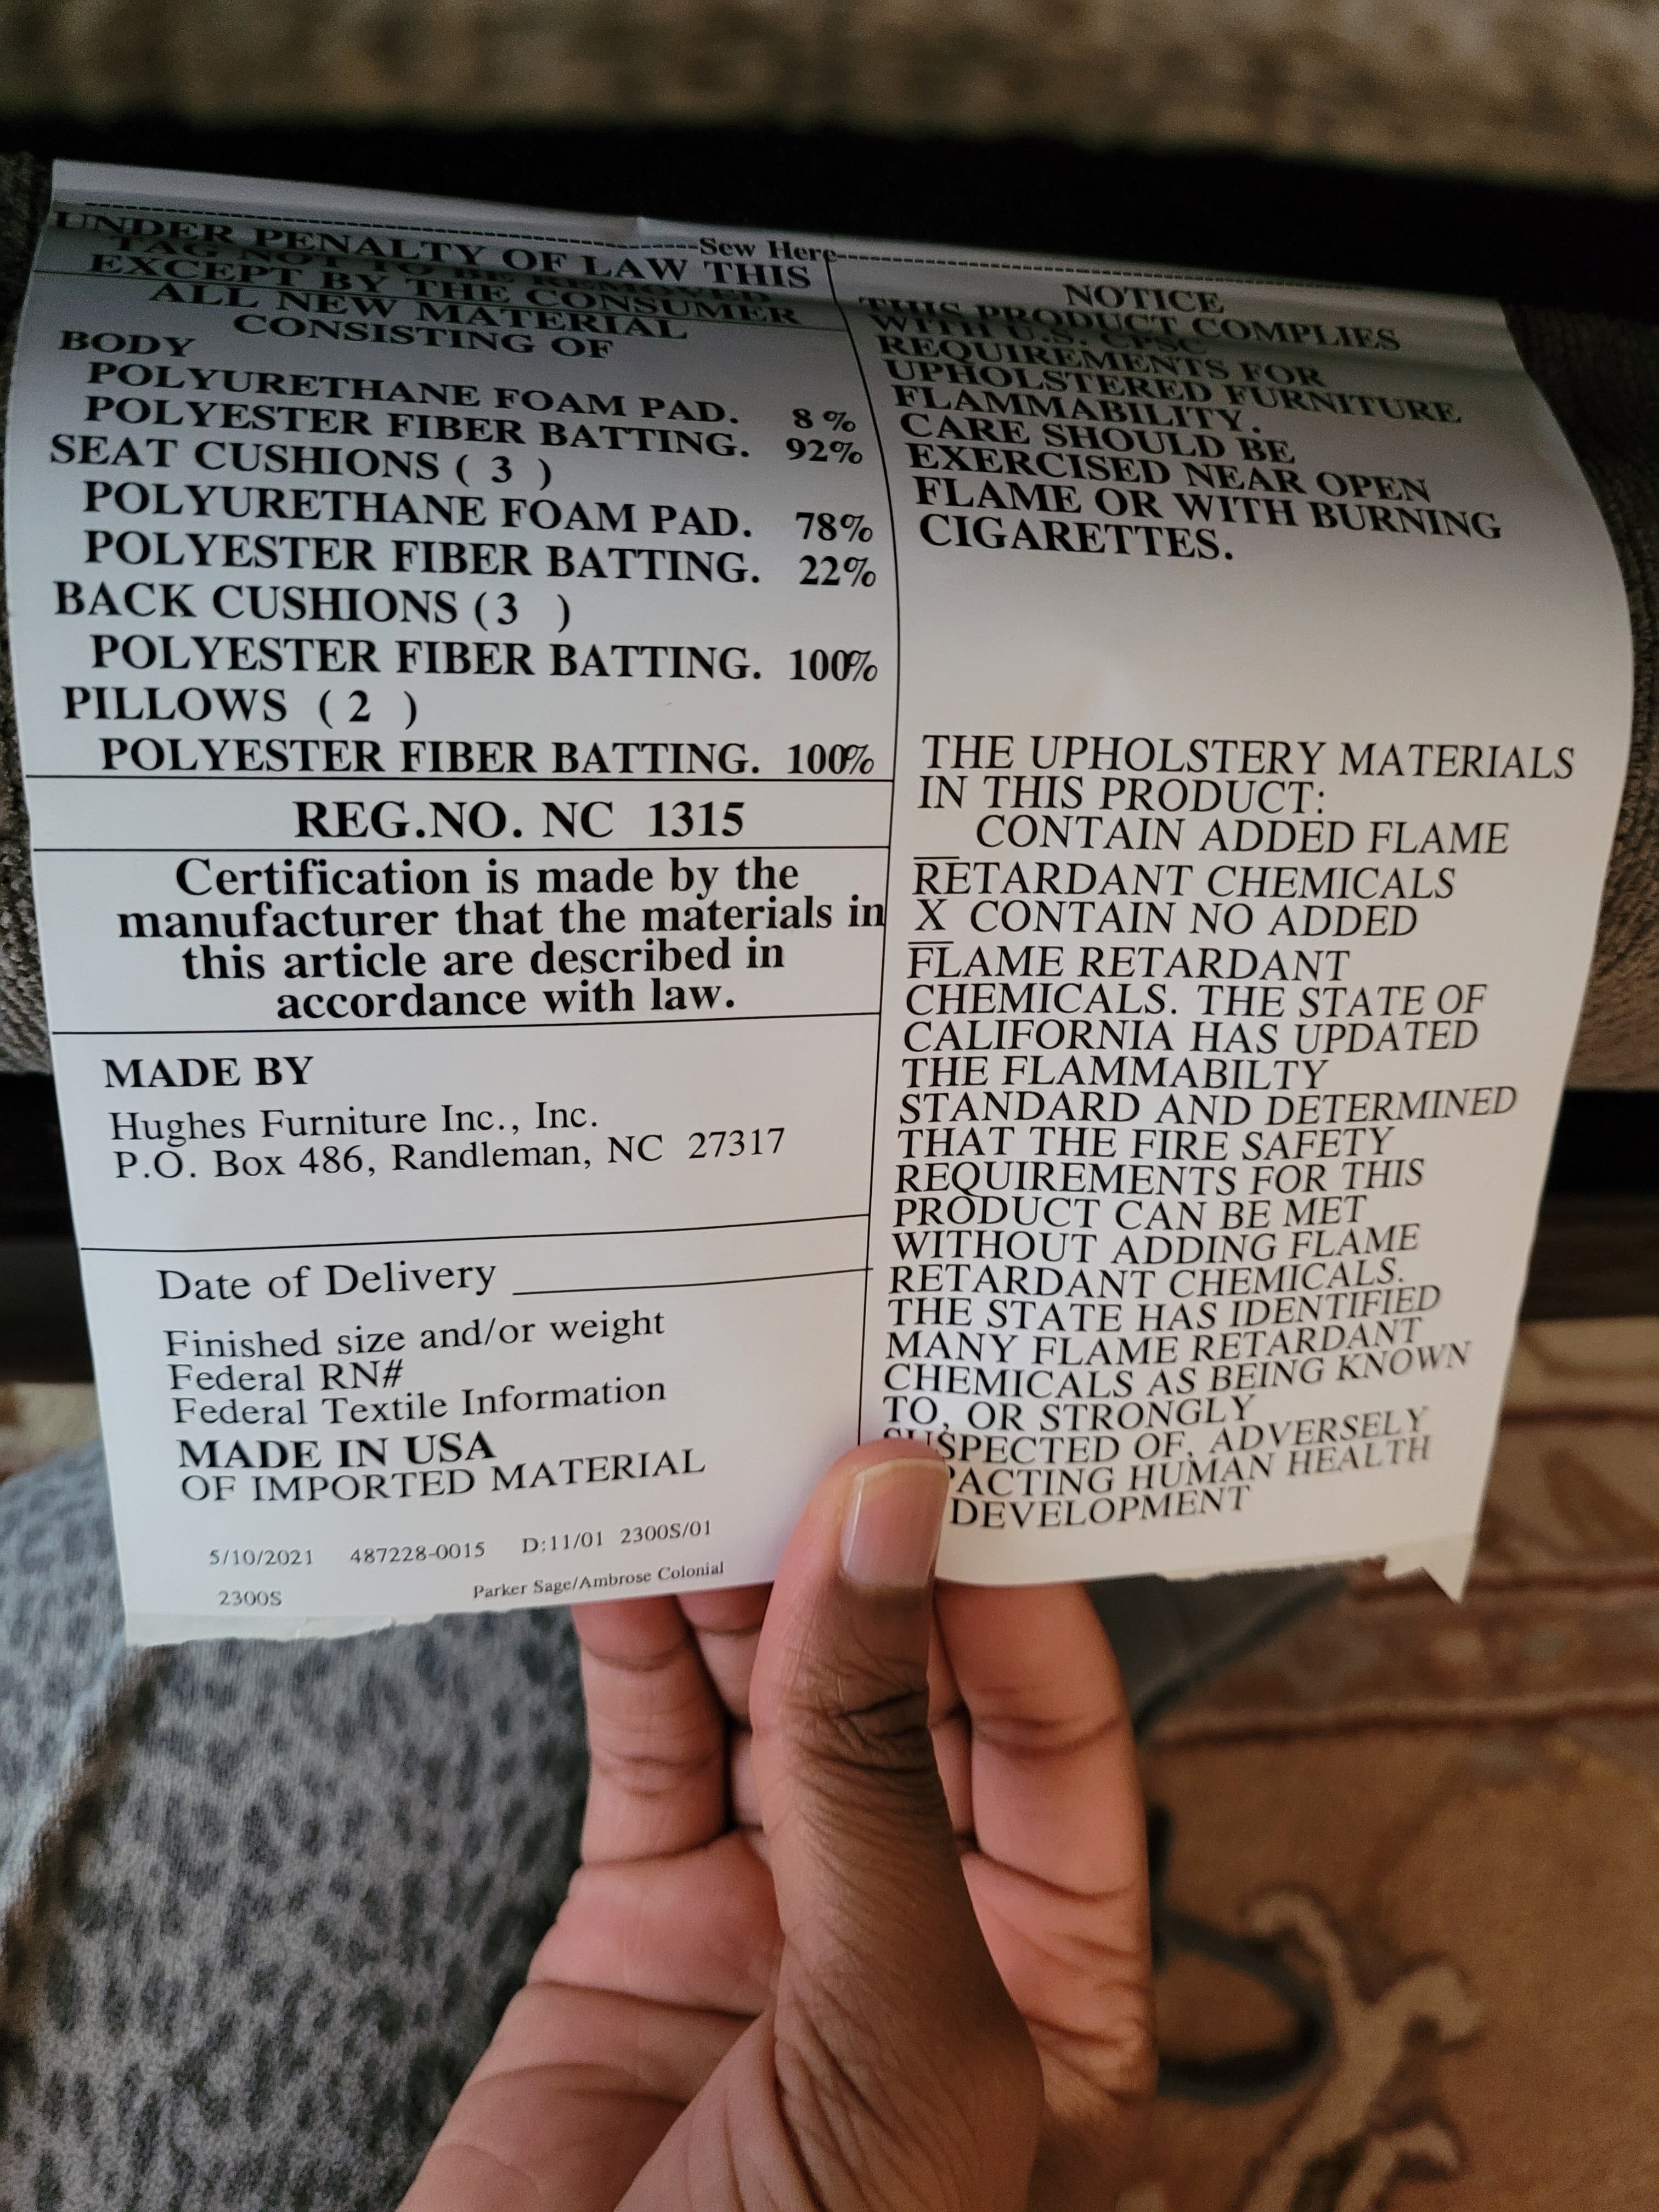 Sew Here
UNDER PENALTY OF LAW THIS
TAG NOT TO BE REMOVED
EXCEPT BY THE CONSUMER
ALL NEW MATERIAL
CONSISTING OF
BODY
POLYURETHANE FOAM PAD. 8%
POLYESTER FIBER BATTING. 92%
SEAT CUSHIONS ( 3 )
POLYURETHANE FOAM PAD. 78%
POLYESTER FIBER BATTING. 22%
BACK CUSHIONS ( 3 )
POLYESTER FIBER BATTING. 100%
PILLOWS ( 2 )
POLYESTER FIBER BATTING. 100%
REG.NO. NC 1315
Certification is made by the
manufacturer that the materials in
this article are described in
accordance with law.
MADE BY
Hughes Furniture Inc., Inc.
P.O. Box 486, Randleman, NC 27317
Date of Delivery
Finished size and/or weight
Federal RN#
Federal Textile Information
MADE IN USA
OF IMPORTED MATERIAL
5/10/2021 487228-0015 D:11/01 2300S/01
2300S Parker Sage/Ambrose Colonial
NOTICE
THIS PRODUCT COMPLIES
WITH U.S. CPSC
REQUIREMENTS FOR
UPHOLSTERED FURNITURE
FLAMMABILITY.
CARE SHOULD BE
EXERCISED NEAR OPEN
FLAME OR WITH BURNING
CIGARETTES.
THE UPHOLSTERY MATERIALS
IN THIS PRODUCT:
CONTAIN ADDED FLAME
RETARDANT CHEMICALS
X CONTAIN NO ADDED
FLAME RETARDANT
CHEMICALS. THE STATE OF
CALIFORNIA HAS UPDATED
THE FLAMMABILTY
STANDARD AND DETERMINED
THAT THE FIRE SAFETY
REQUIREMENTS FOR THIS
PRODUCT CAN BE MET
WITHOUT ADDING FLAME
RETARDANT CHEMICALS.
THE STATE HAS IDENTIFIED
MANY FLAME RETARDANT
CHEMICALS AS BEING KNOWN
TO, OR STRONGLY
SUSPECTED OF, ADVERSELY
PACTING HUMAN HEALTH
DEVELOPMENT